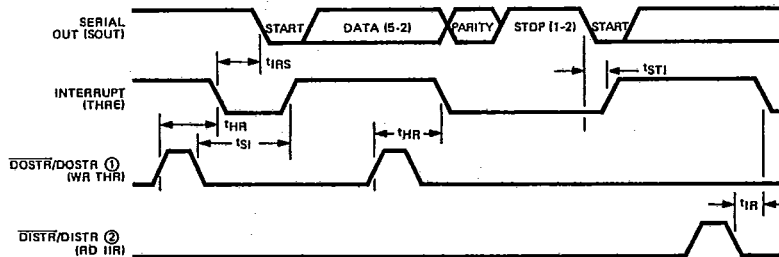 SERIAL OUT (SOUT)
START
DATA (5-2)
PARITY
STOP (1-2)
START
tIRS
tSTI
INTERRUPT (THRE)
tHR
tSI
tHR
DOSTR/DOSTR ①
(WR THR)
tIR
DISTR/DISTR ②
(RD IIR)